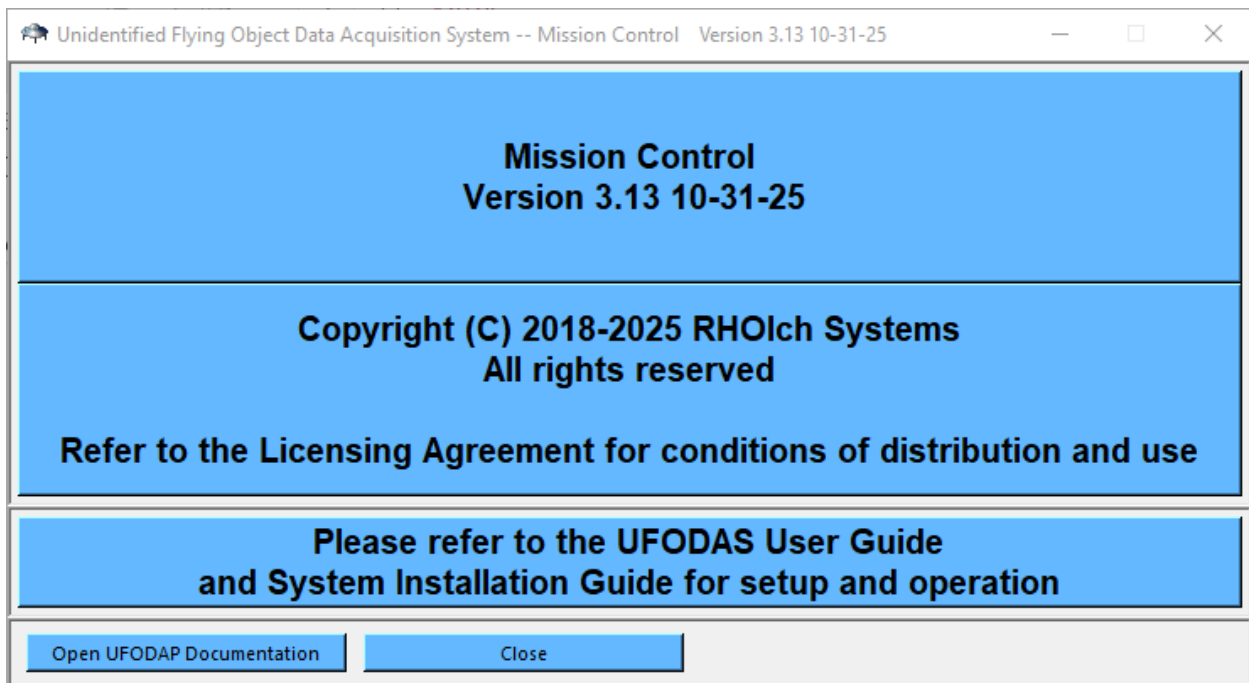 Unidentified Flying Object Data Acquisition System -- Mission Control Version 3.13 10-31-25
Mission Control
Version 3.13 10-31-25
Copyright (C) 2018-2025 RHOIch Systems
All rights reserved
Refer to the Licensing Agreement for conditions of distribution and use
Please refer to the UFODAS User Guide
and System Installation Guide for setup and operation
Open UFODAP Documentation
Close